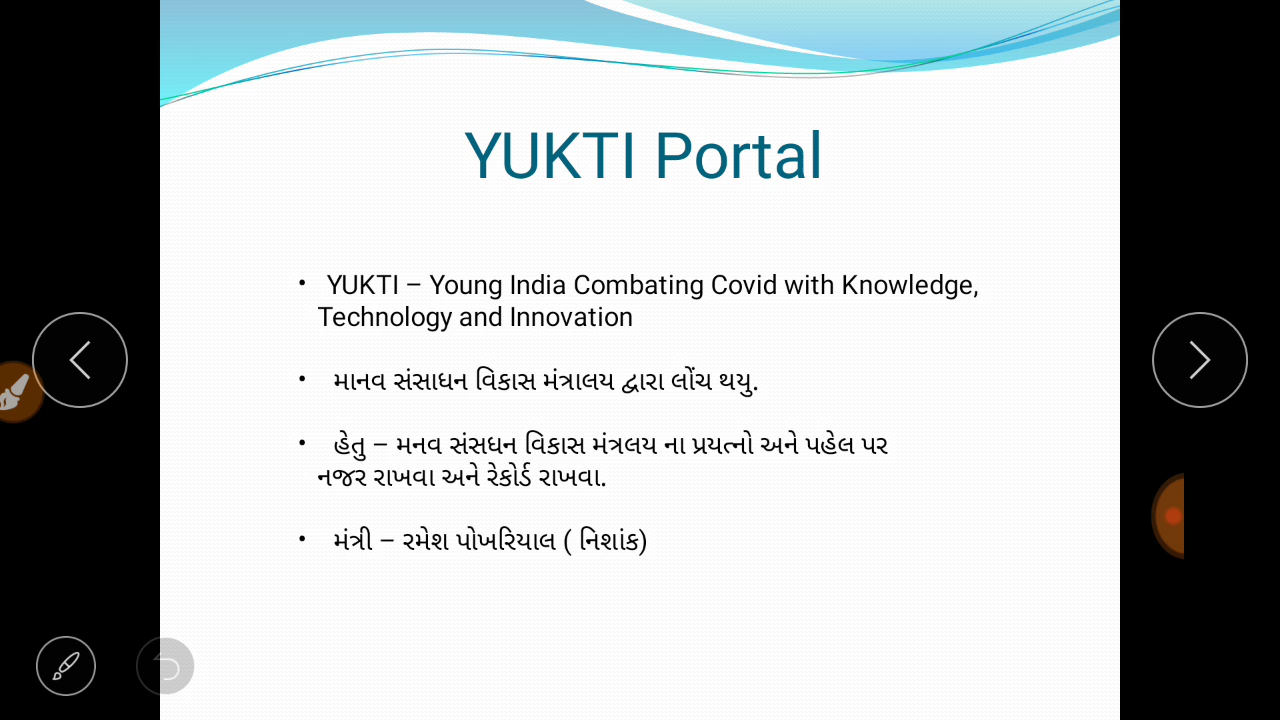 YUKTI Portal
• YUKTI – Young India Combating Covid with Knowledge,
Technology and Innovation
• માનવ સંસાધન વિકાસ મંત્રાલય દ્વારા લોંચ થયુ.
• હેતુ – મનવ સંસધન વિકાસ મંત્રલય ના પ્રયત્નો અને પહેલ પર
નજર રાખવા અને રેકોર્ડ રાખવા.
• મંત્રી – રમેશ પોખરિયાલ ( નિશાંક)